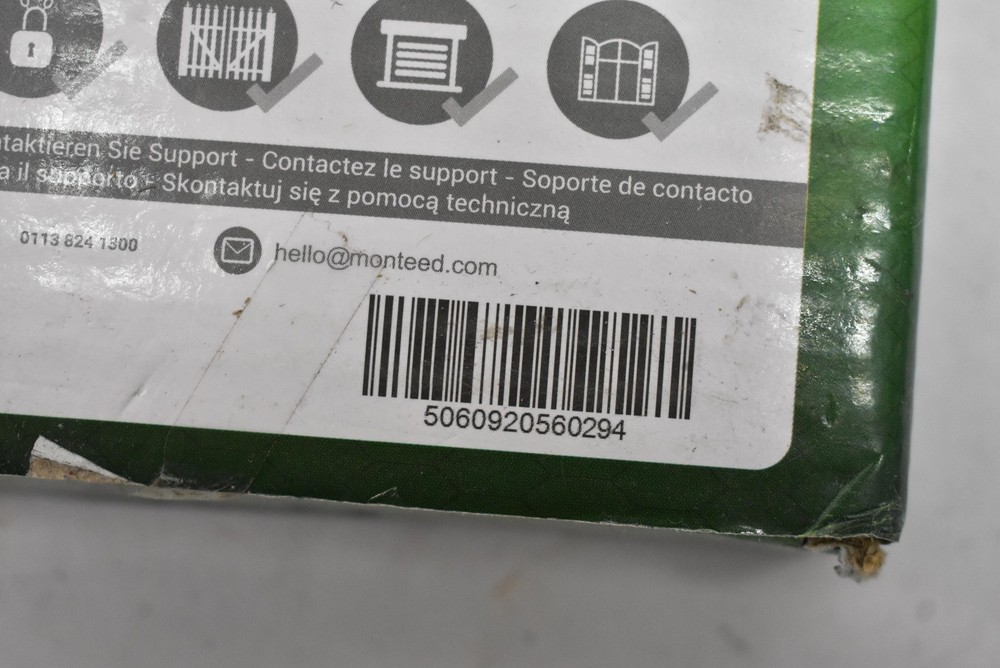 ntaktieren Sie Support - Contactez le support - Soporte de contacto
a il supporto - Skontaktuj się z pomocą techniczną
0113 824 1300
hello@monteed.com
5060920560294